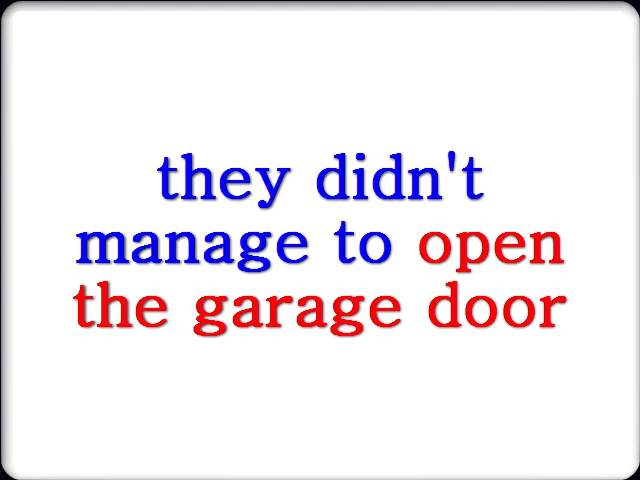 they didn't
manage to open
the garage door